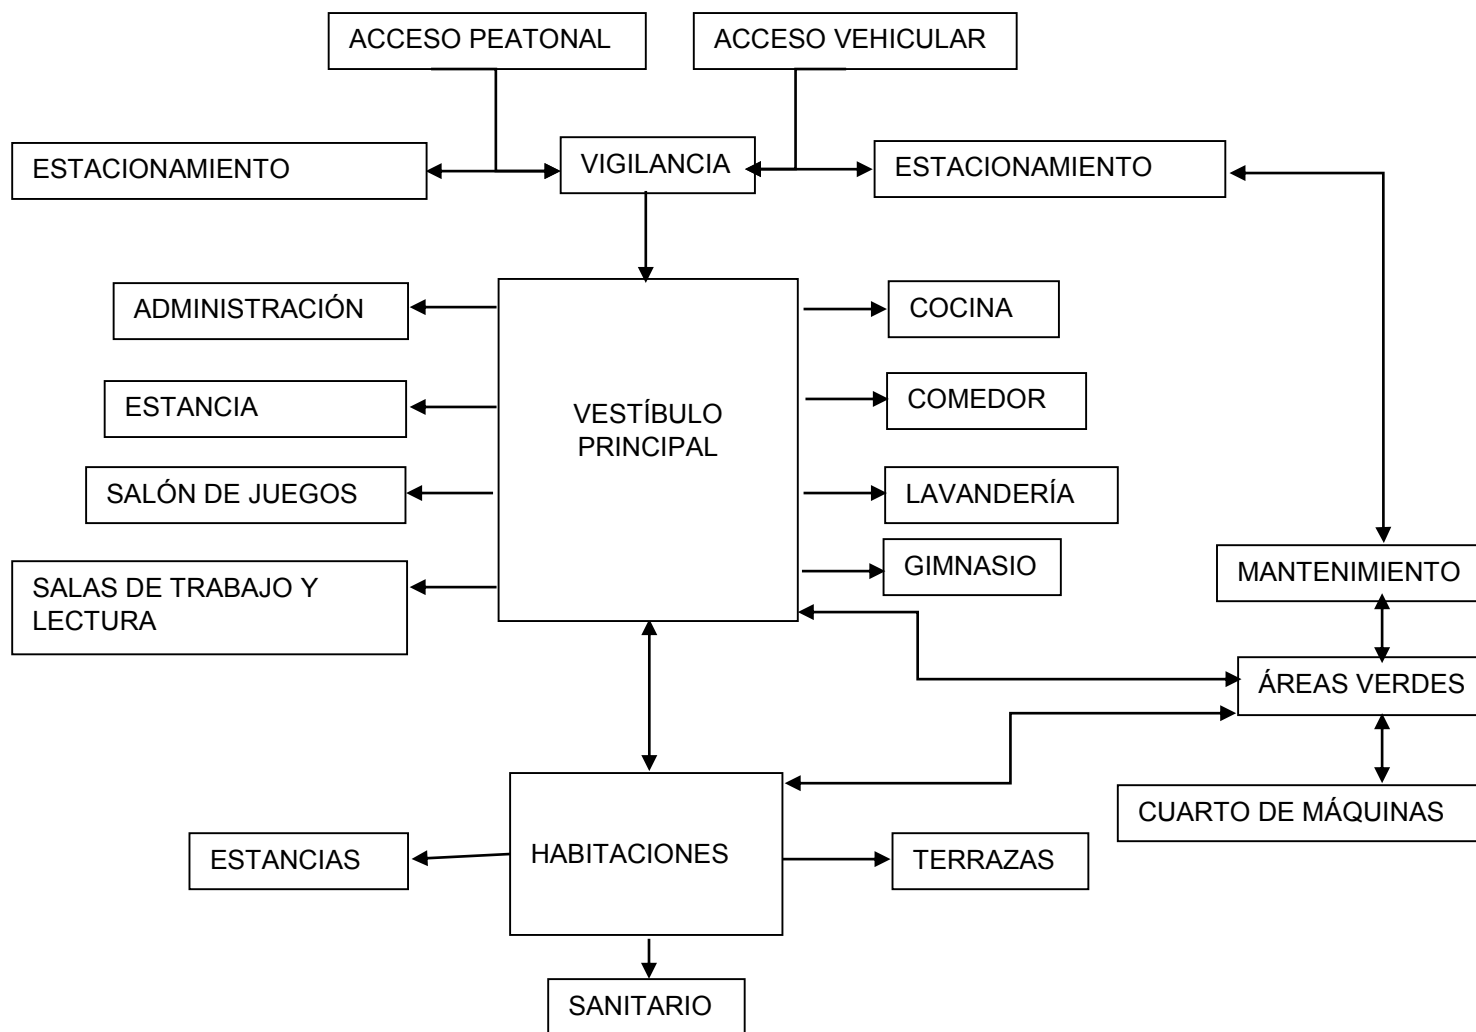 ACCESO PEATONAL
ACCESO VEHICULAR
ESTACIONAMIENTO
VIGILANCIA
ESTACIONAMIENTO
ADMINISTRACIÓN
COCINA
ESTANCIA
VESTÍBULO
PRINCIPAL
COMEDOR
SALÓN DE JUEGOS
LAVANDERÍA
SALAS DE TRABAJO Y
LECTURA
GIMNASIO
MANTENIMIENTO
ÁREAS VERDES
CUARTO DE MÁQUINAS
ESTANCIAS
HABITACIONES
TERRAZAS
SANITARIO